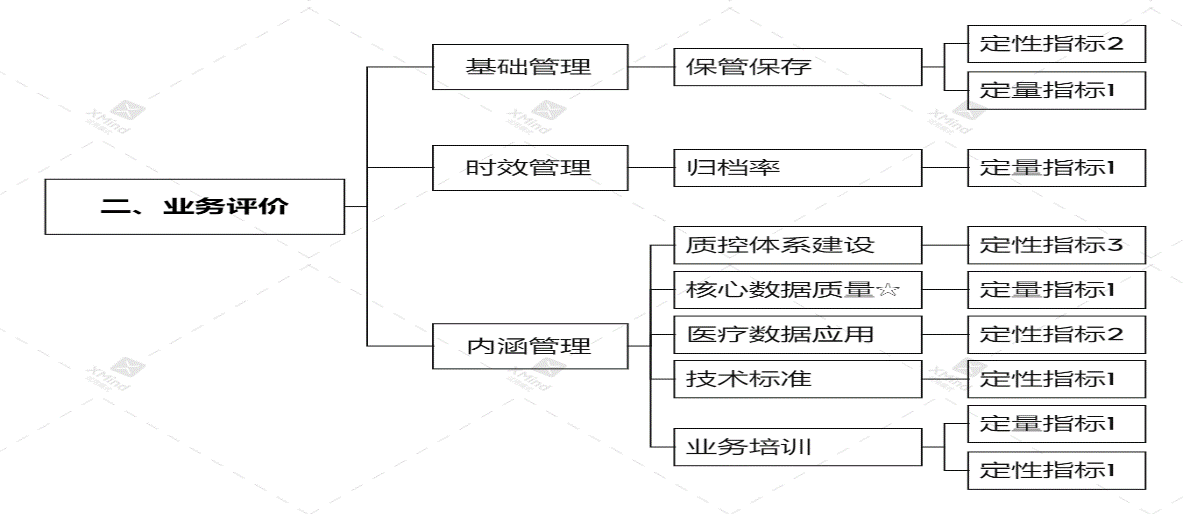 二、业务评价
基础管理
保管保存
定性指标2
定量指标1
时效管理
归档率
定量指标1
内涵管理
质控体系建设
定性指标3
核心数据质量☆
定量指标1
医疗数据应用
定性指标2
技术标准
定性指标1
业务培训
定量指标1
定性指标1
XMind
XMind
XMind
XMind